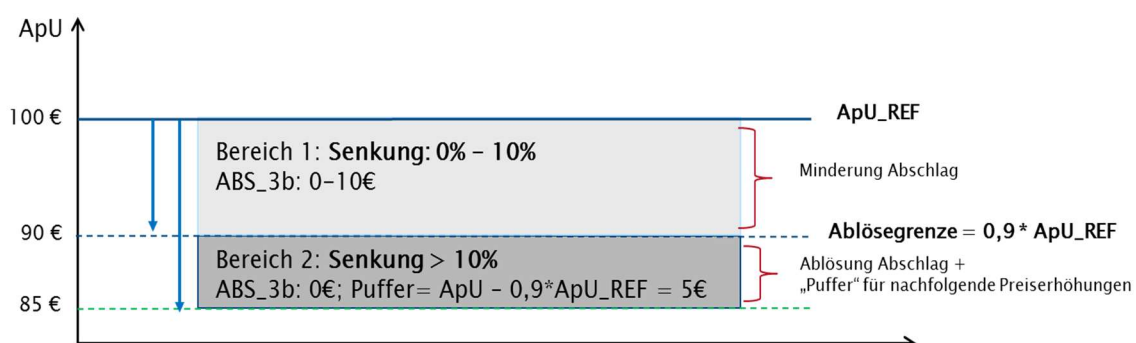 ApU
100 €
ApU_REF
Bereich 1: Senkung: 0% – 10%
ABS_3b: 0–10€
Minderung Abschlag
90 €
Ablösegrenze = 0,9 * ApU_REF
Bereich 2: Senkung > 10%
ABS_3b: 0€; Puffer= ApU – 0,9*ApU_REF = 5€
Ablösung Abschlag +
„Puffer“ für nachfolgende Preiserhöhungen
85 €